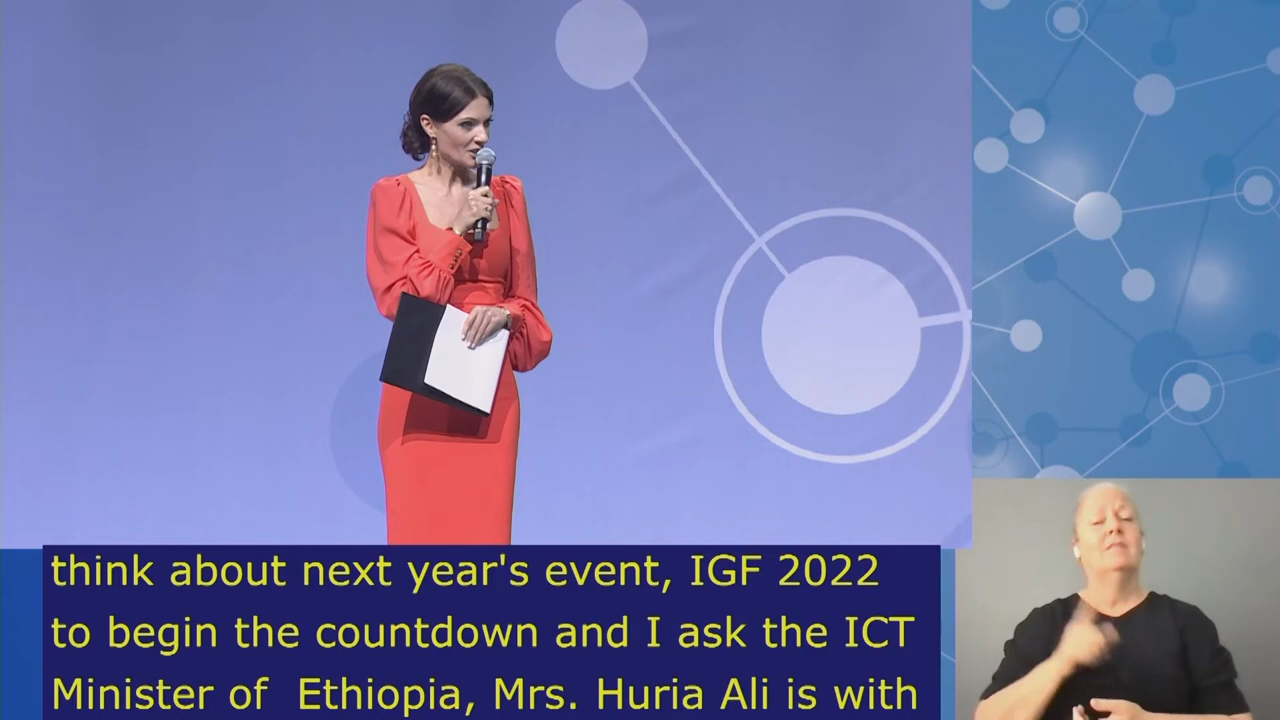 think about next year's event, IGF 2022
to begin the countdown and I ask the ICT
Minister of  Ethiopia, Mrs. Huria Ali is with